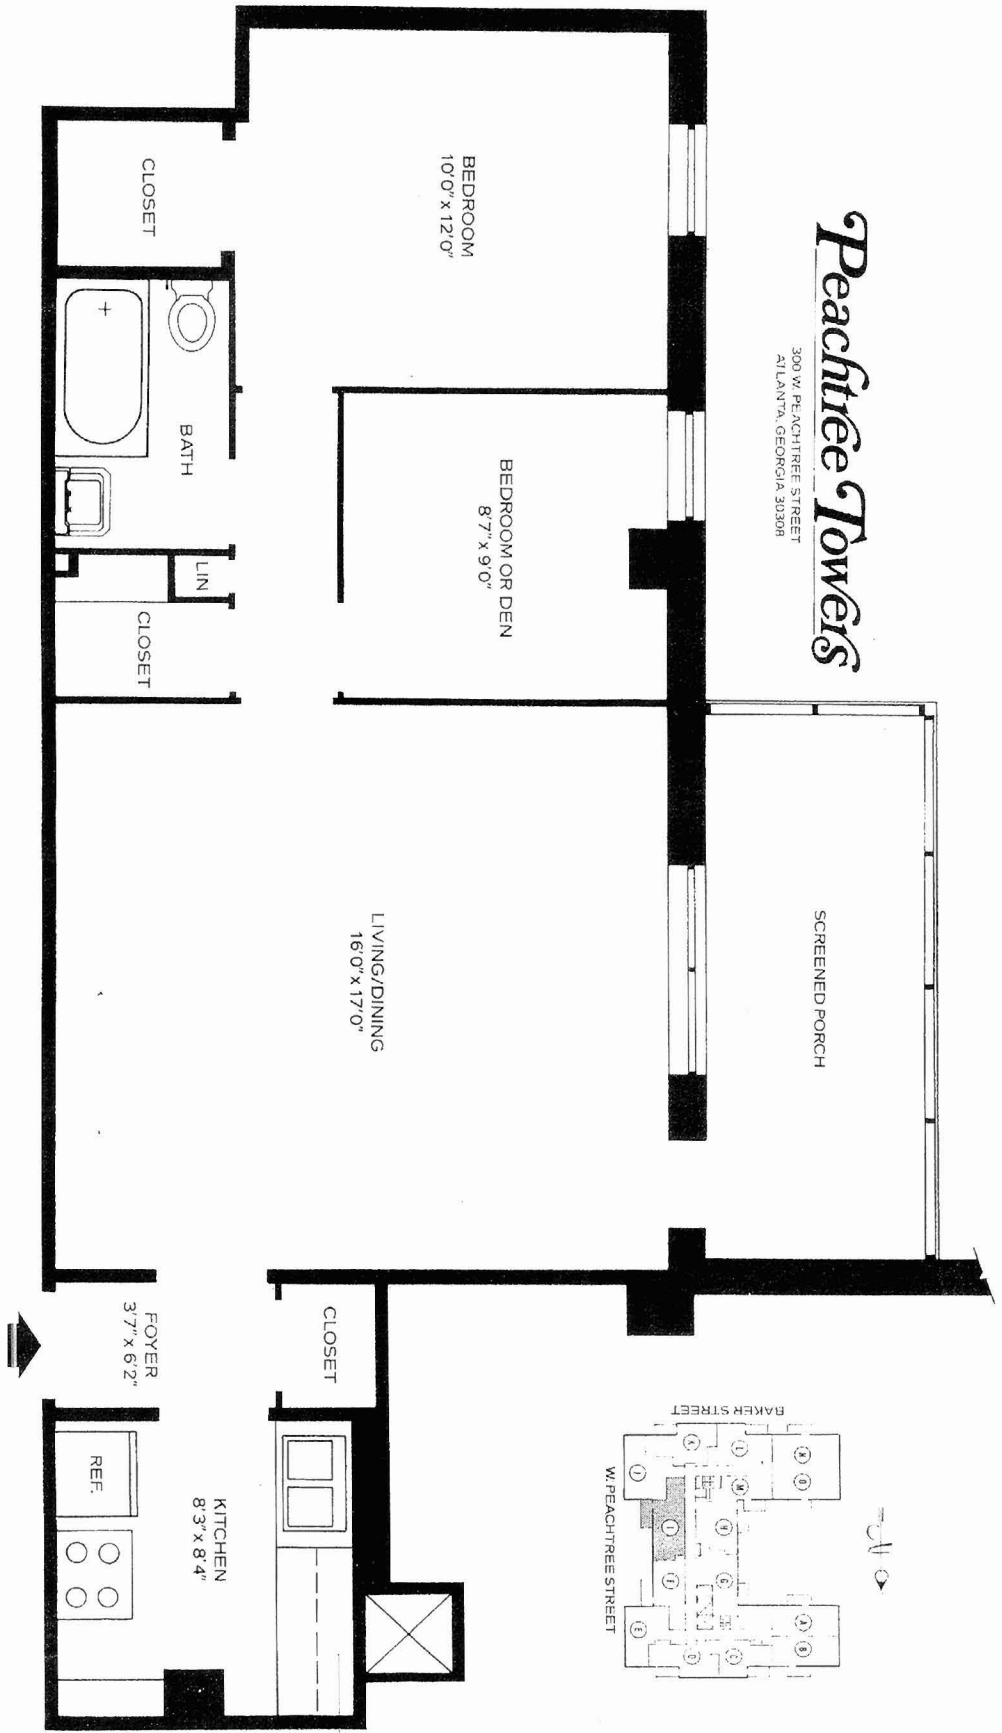 Peachtree Towers
300 W. PEACHTREE STREET
ATLANTA, GEORGIA 30308
BEDROOM
10'0" x 12'0"
CLOSET
BATH
BEDROOM OR DEN
8'7" x 9'0"
LIN
CLOSET
SCREENED PORCH
LIVING/DINING
16'0" x 17'0"
FOYER
3'7" x 6'2"
CLOSET
REF.
KITCHEN
8'3" x 8'4"
BAKER STREET
W. PEACHTREE STREET
K
L
J
M
H
G
F
E
D
C
A
B